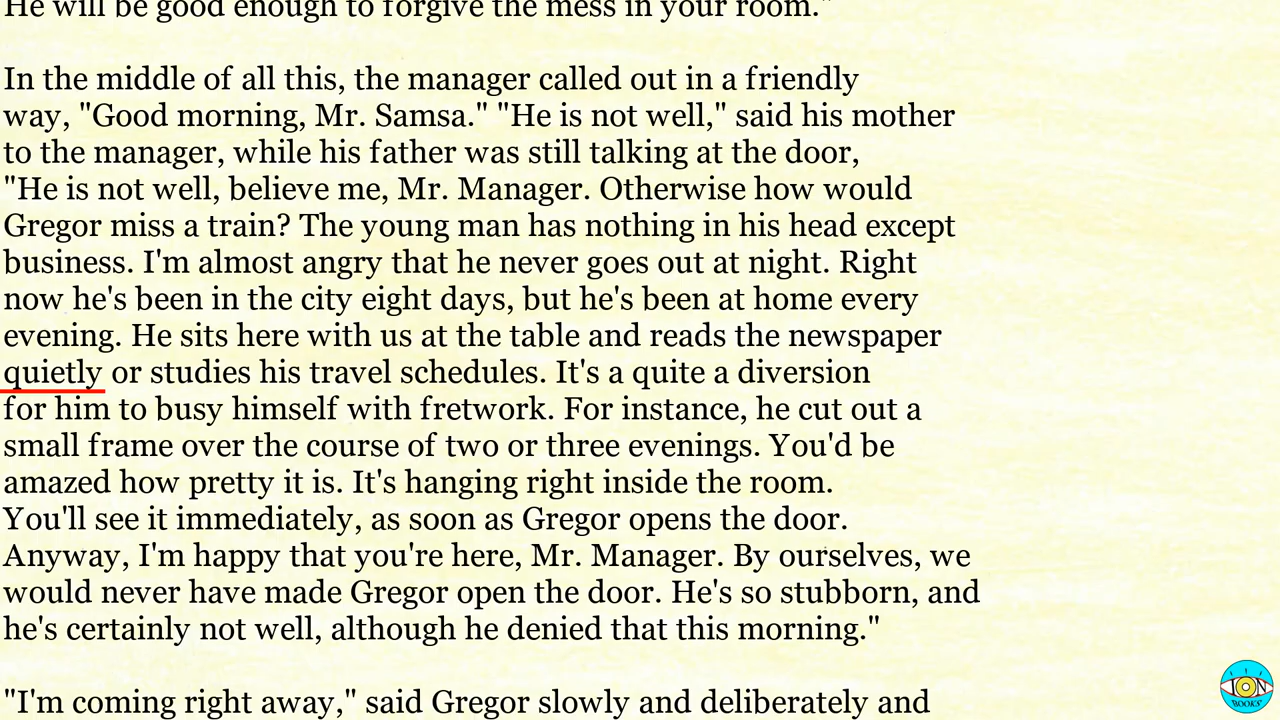 He will be good enough to forgive the mess in your room."
In the middle of all this, the manager called out in a friendly
way, "Good morning, Mr. Samsa." "He is not well," said his mother
to the manager, while his father was still talking at the door,
"He is not well, believe me, Mr. Manager. Otherwise how would
Gregor miss a train? The young man has nothing in his head except
business. I'm almost angry that he never goes out at night. Right
now he's been in the city eight days, but he's been at home every
evening. He sits here with us at the table and reads the newspaper
quietly or studies his travel schedules. It's a quite a diversion
for him to busy himself with fretwork. For instance, he cut out a
small frame over the course of two or three evenings. You'd be
amazed how pretty it is. It's hanging right inside the room.
You'll see it immediately, as soon as Gregor opens the door.
Anyway, I'm happy that you're here, Mr. Manager. By ourselves, we
would never have made Gregor open the door. He's so stubborn, and
he's certainly not well, although he denied that this morning."
"I'm coming right away," said Gregor slowly and deliberately and
ION
BOOKS